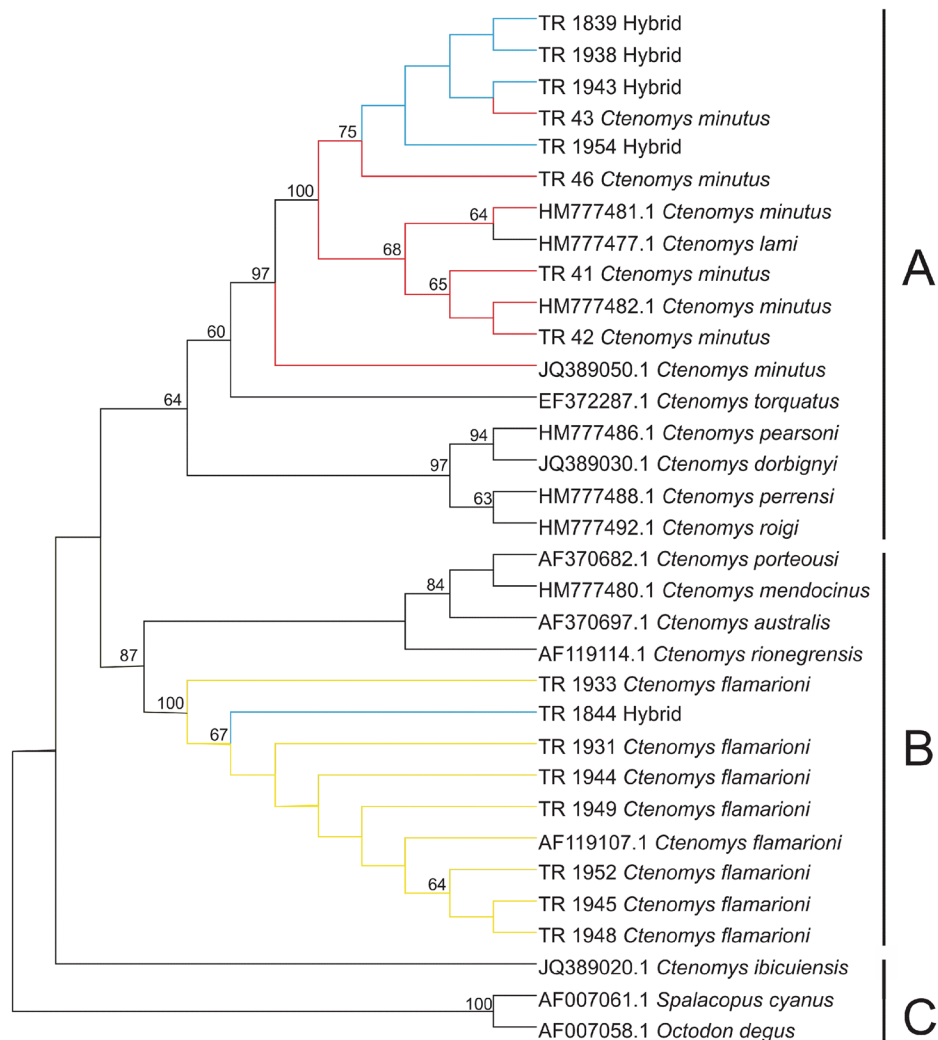 TR 1839 Hybrid
TR 1938 Hybrid
TR 1943 Hybrid
TR 43 Ctenomys minutus
75
TR 1954 Hybrid
TR 46 Ctenomys minutus
100
64
HM777481.1 Ctenomys minutus
HM777477.1 Ctenomys lami
68
A
97
TR 41 Ctenomys minutus
65
HM777482.1 Ctenomys minutus
60
TR 42 Ctenomys minutus
JQ389050.1 Ctenomys minutus
64
EF372287.1 Ctenomys torquatus
94
HM777486.1 Ctenomys pearsoni
97
JQ389030.1 Ctenomys dorbignyi
63
HM777488.1 Ctenomys perrensi
HM777492.1 Ctenomys roigi
AF370682.1 Ctenomys porteousi
84
HM777480.1 Ctenomys mendocinus
AF370697.1 Ctenomys australis
87
AF119114.1 Ctenomys rionegrensis
TR 1933 Ctenomys flamarioni
100
TR 1844 Hybrid
67
TR 1931 Ctenomys flamarioni
B
TR 1944 Ctenomys flamarioni
TR 1949 Ctenomys flamarioni
AF119107.1 Ctenomys flamarioni
64
TR 1952 Ctenomys flamarioni
TR 1945 Ctenomys flamarioni
TR 1948 Ctenomys flamarioni
JQ389020.1 Ctenomys ibicuiensis
100
AF007061.1 Spalacopus cyanus
C
AF007058.1 Octodon degus